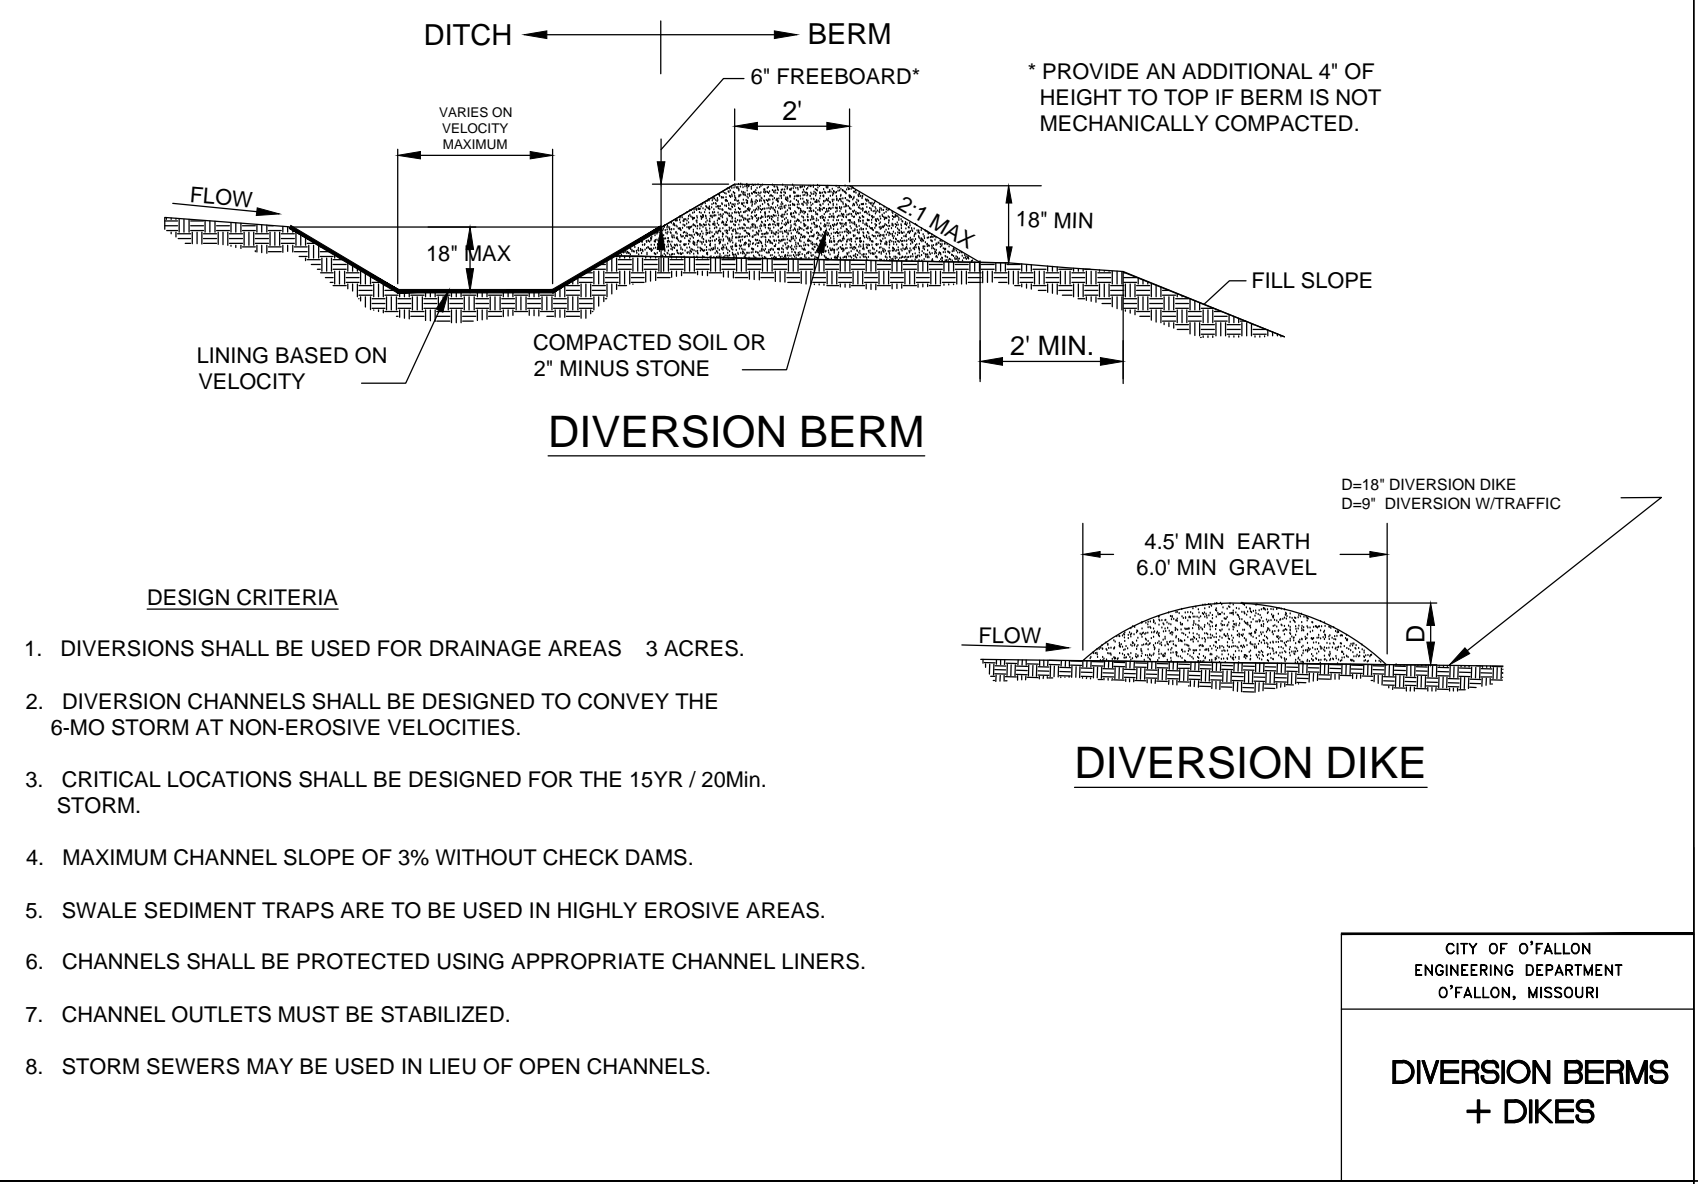 DITCH
BERM
6" FREEBOARD*
* PROVIDE AN ADDITIONAL 4" OF
HEIGHT TO TOP IF BERM IS NOT
MECHANICALLY COMPACTED.
2'
VARIES ON
VELOCITY
MAXIMUM
FLOW
2:1 MAX
18" MIN
18" MAX
FILL SLOPE
COMPACTED SOIL OR
2" MINUS STONE
2' MIN.
LINING BASED ON
VELOCITY
DIVERSION BERM
D=18" DIVERSION DIKE
D=9" DIVERSION W/TRAFFIC
4.5' MIN EARTH
6.0' MIN GRAVEL
FLOW
D
DIVERSION DIKE
DESIGN CRITERIA
1. DIVERSIONS SHALL BE USED FOR DRAINAGE AREAS 3 ACRES.
2. DIVERSION CHANNELS SHALL BE DESIGNED TO CONVEY THE
6-MO STORM AT NON-EROSIVE VELOCITIES.
3. CRITICAL LOCATIONS SHALL BE DESIGNED FOR THE 15YR / 20Min.
STORM.
4. MAXIMUM CHANNEL SLOPE OF 3% WITHOUT CHECK DAMS.
5. SWALE SEDIMENT TRAPS ARE TO BE USED IN HIGHLY EROSIVE AREAS.
6. CHANNELS SHALL BE PROTECTED USING APPROPRIATE CHANNEL LINERS.
7. CHANNEL OUTLETS MUST BE STABILIZED.
8. STORM SEWERS MAY BE USED IN LIEU OF OPEN CHANNELS.
CITY OF O'FALLON
ENGINEERING DEPARTMENT
O'FALLON, MISSOURI
DIVERSION BERMS
+ DIKES